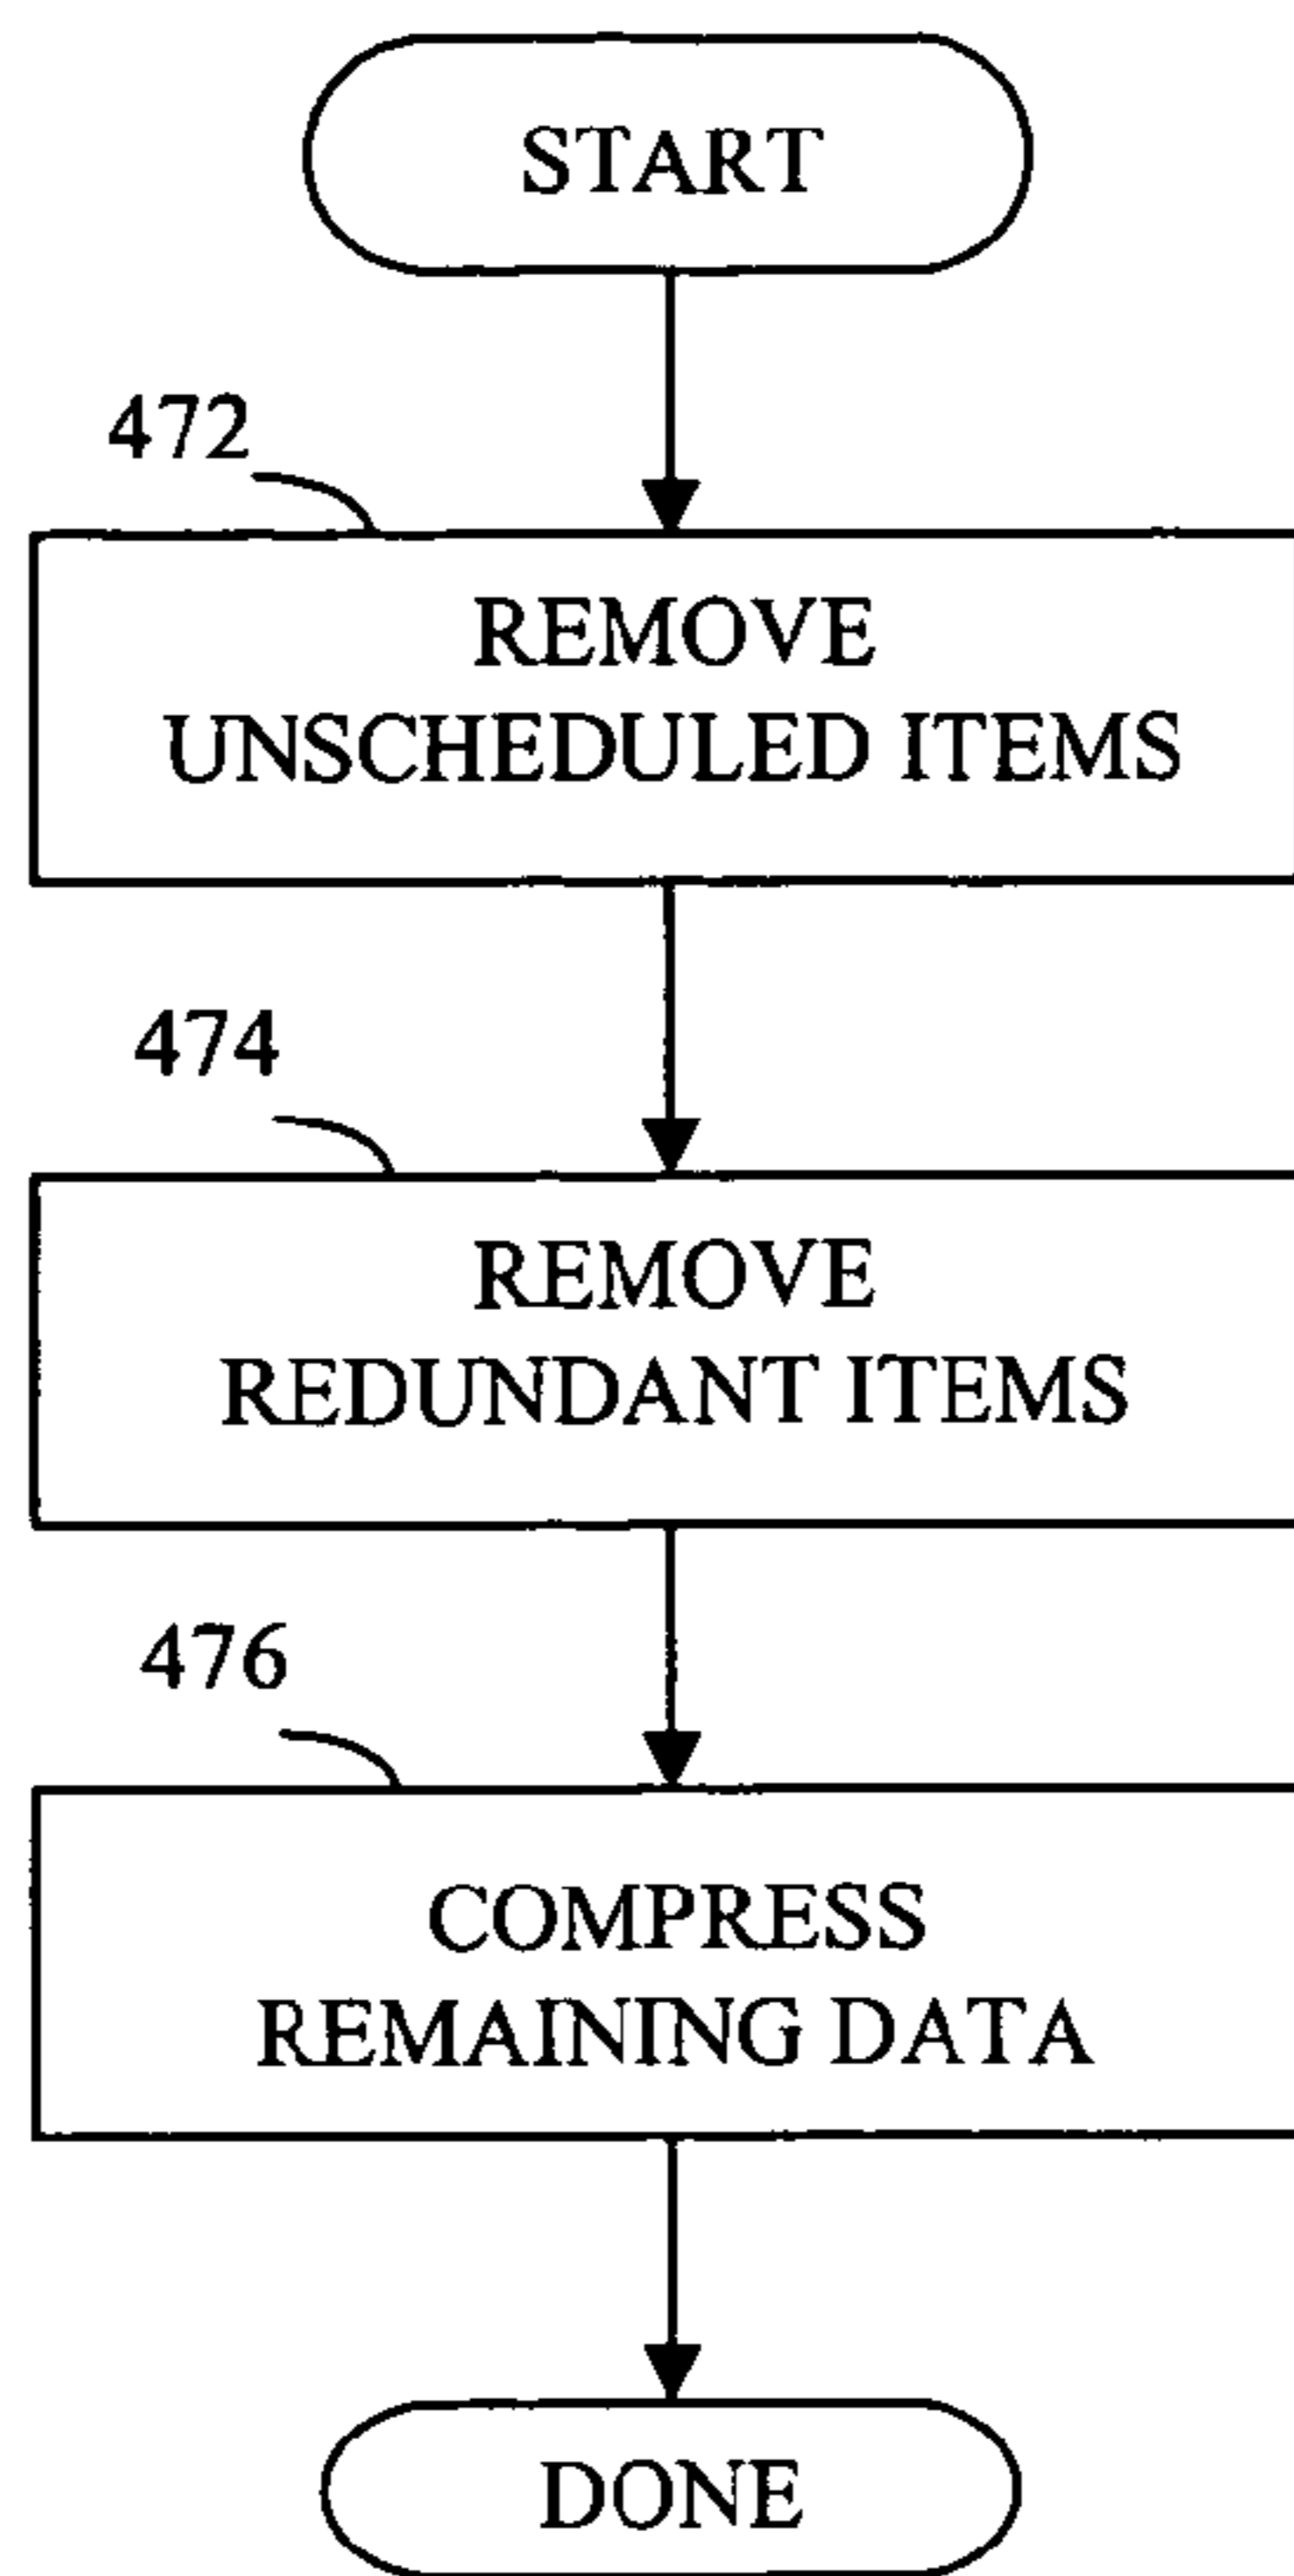 START
472
REMOVE
UNSCHEDULED ITEMS
474
REMOVE
REDUNDANT ITEMS
476
COMPRESS
REMAINING DATA
DONE